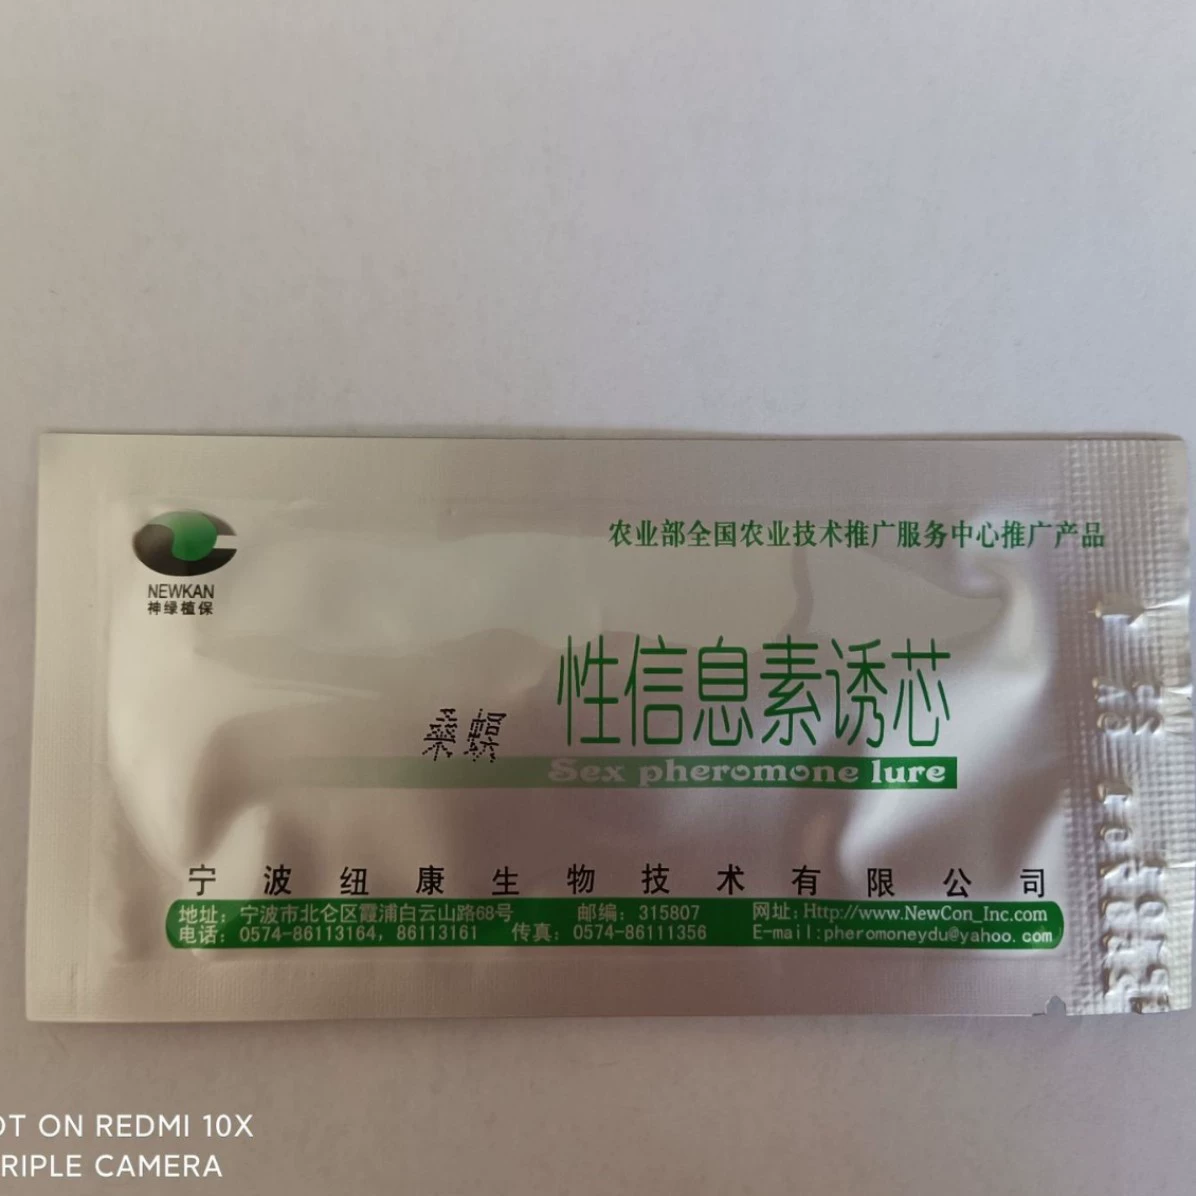 农业部全国农业技术推广服务中心推广产品
NEWKAN
神绿植保
性信息素诱芯
桑螟
Sex pheromone lure
宁波纽康生物技术有限公司
地址：宁波市北仑区霞浦白云山路68号 邮编：315807 网址：Http://www.NewCon_Inc.com
电话：0574-86113164，86113161 传真：0574-86111356 E-mail:pheromoneydu@yahoo.com
OT ON REDMI 10X
RIPLE CAMERA